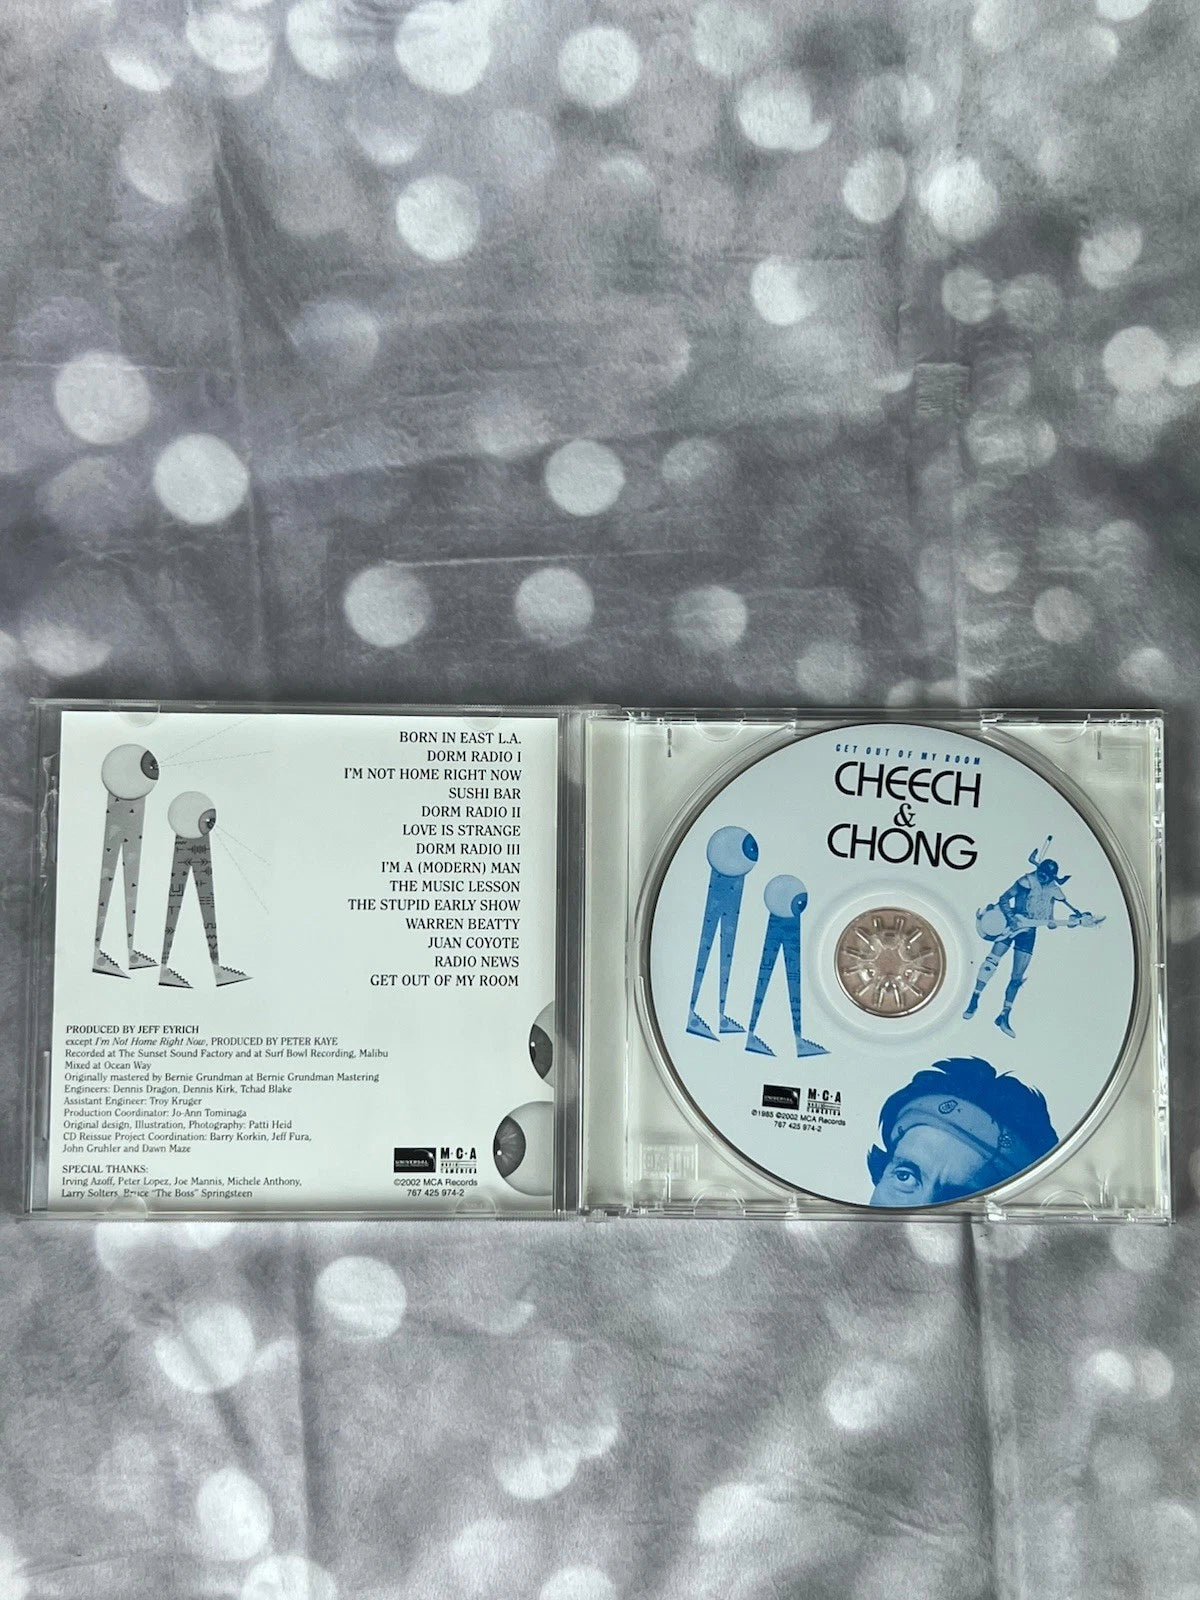 BORN IN EAST L.A.
DORM RADIO I
I'M NOT HOME RIGHT NOW
SUSHI BAR
DORM RADIO II
LOVE IS STRANGE
DORM RADIO III
I'M A (MODERN) MAN
THE MUSIC LESSON
THE STUPID EARLY SHOW
WARREN BEATTY
JUAN COYOTE
RADIO NEWS
GET OUT OF MY ROOM
PRODUCED BY JEFF EYRICH
except I'm Not Home Right Now, PRODUCED BY PETER KAYE
Recorded at The Sunset Sound Factory and at Surf Bowl Recording, Malibu
Mixed at Ocean Way
Originally mastered by Bernie Grundman at Bernie Grundman Mastering
Engineers: Dennis Dragon, Dennis Kirk, Tchad Blake
Assistant Engineer: Troy Kruger
Production Coordinator: Jo-Ann Tominaga
Original design, Illustration, Photography: Patti Heid
CD Reissue Project Coordination: Barry Korkin, Jeff Fura,
John Gruhler and Dawn Maze
SPECIAL THANKS:
Irving Azoff, Peter Lopez, Joe Mannis, Michele Anthony,
Larry Solters, Bruce "The Boss" Springsteen
UNIVERSAL
M·C·A
MUSIC
CAMERICA
©2002 MCA Records
767 425 974-2
GET OUT OF MY ROOM
CHEECH
&
CHONG
UNIVERSAL
M·C·A
MUSIC
CAMERICA
℗1985 ©2002 MCA Records
767 425 974-2